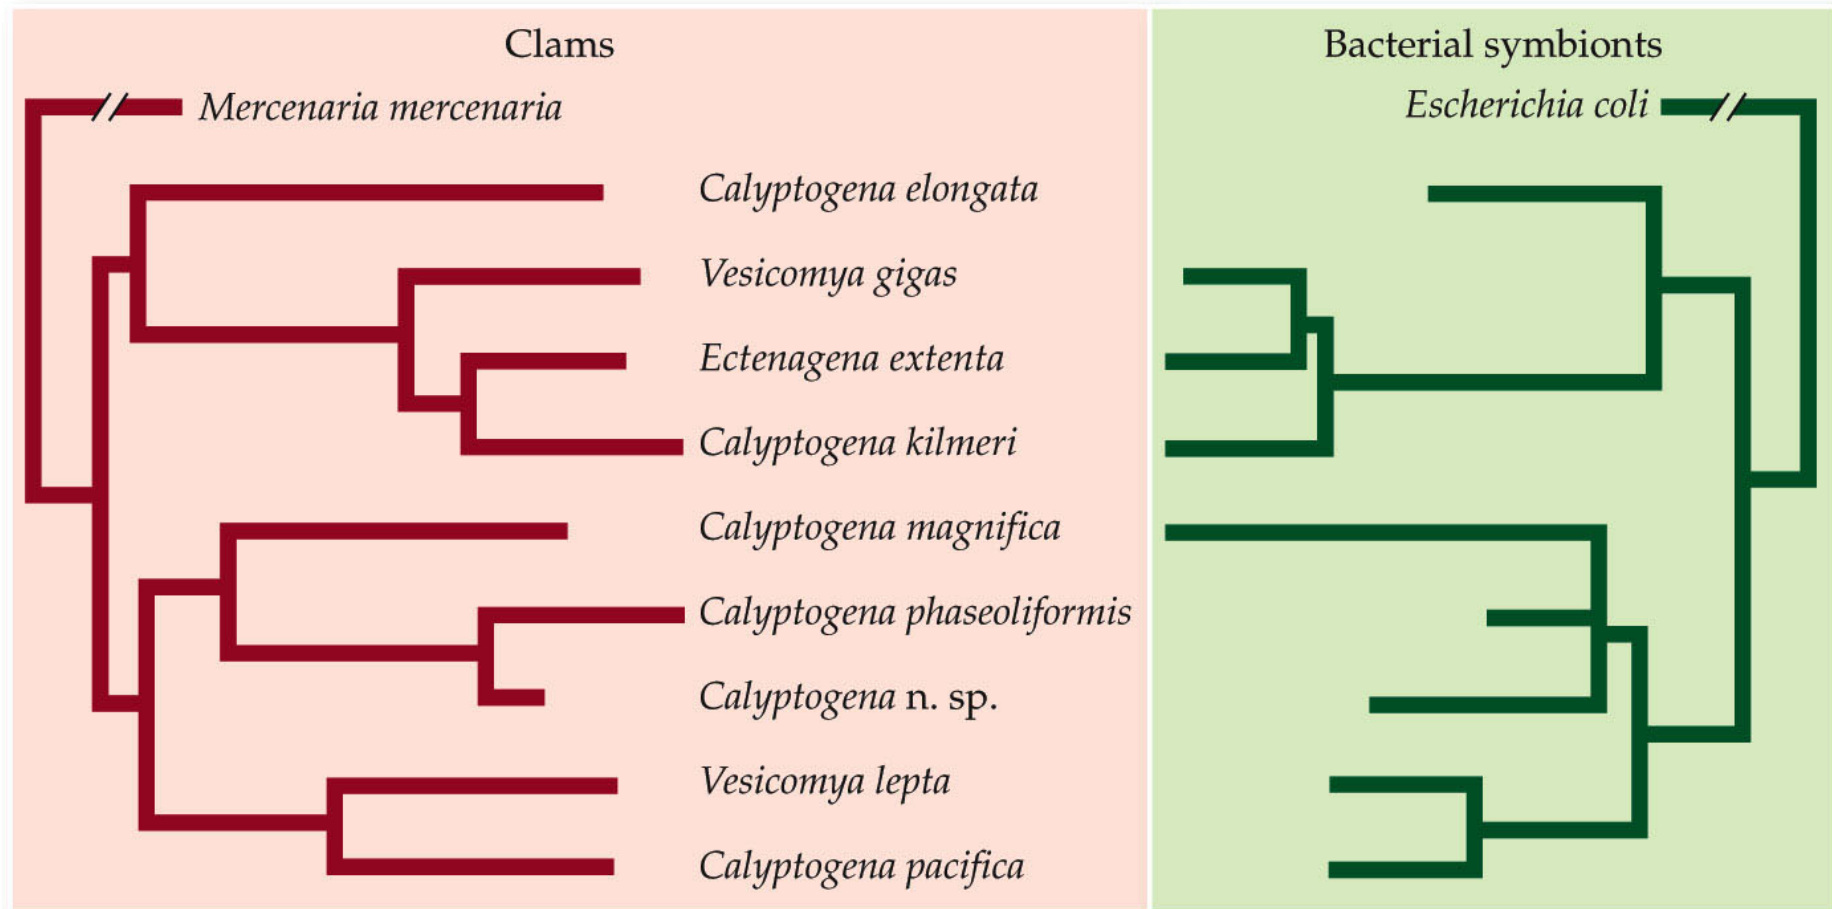 Clams
Bacterial symbionts
Mercenaria mercenaria
Escherichia coli
Calyptogena elongata
Vesicomya gigas
Ectenagena extenta
Calyptogena kilmeri
Calyptogena magnifica
Calyptogena phaseoliformis
Calyptogena n. sp.
Vesicomya lepta
Calyptogena pacifica